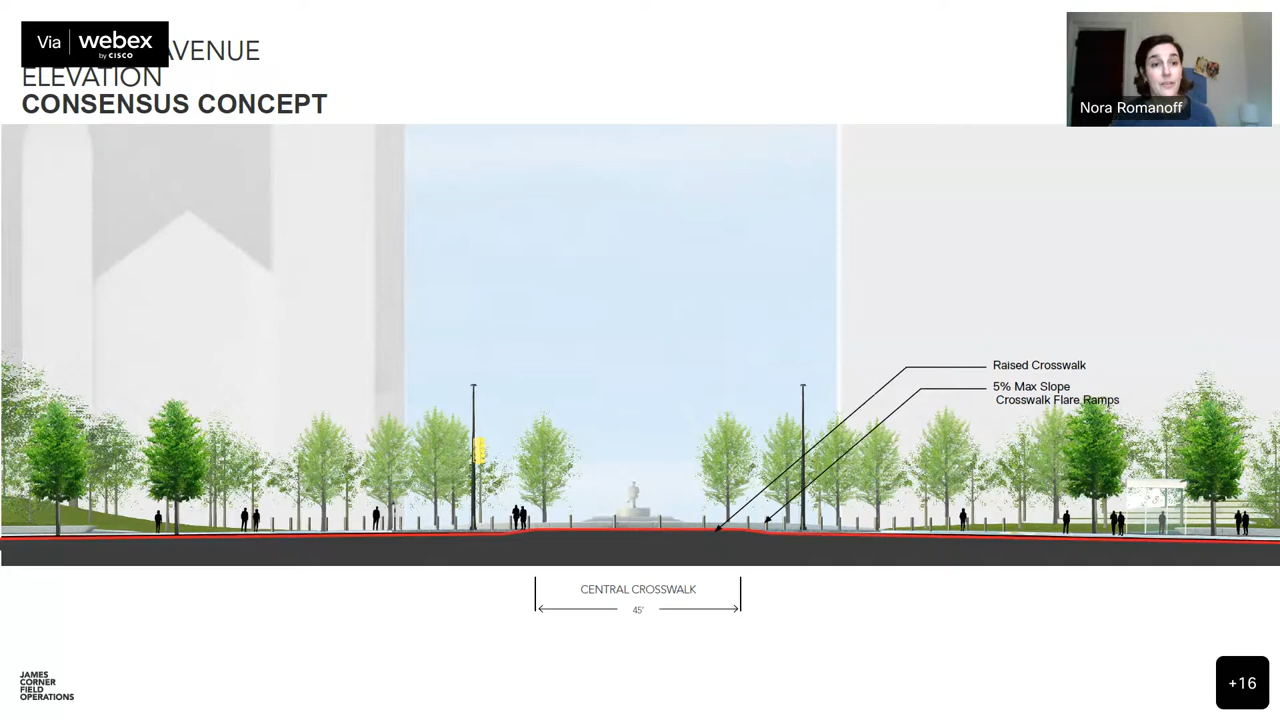 Via webex
by CISCO
AVENUE
ELEVATION
CONSENSUS CONCEPT
Nora Romanoff
Raised Crosswalk
5% Max Slope
Crosswalk Flare Ramps
CENTRAL CROSSWALK
45'
JAMES
CORNER
FIELD
OPERATIONS
+16